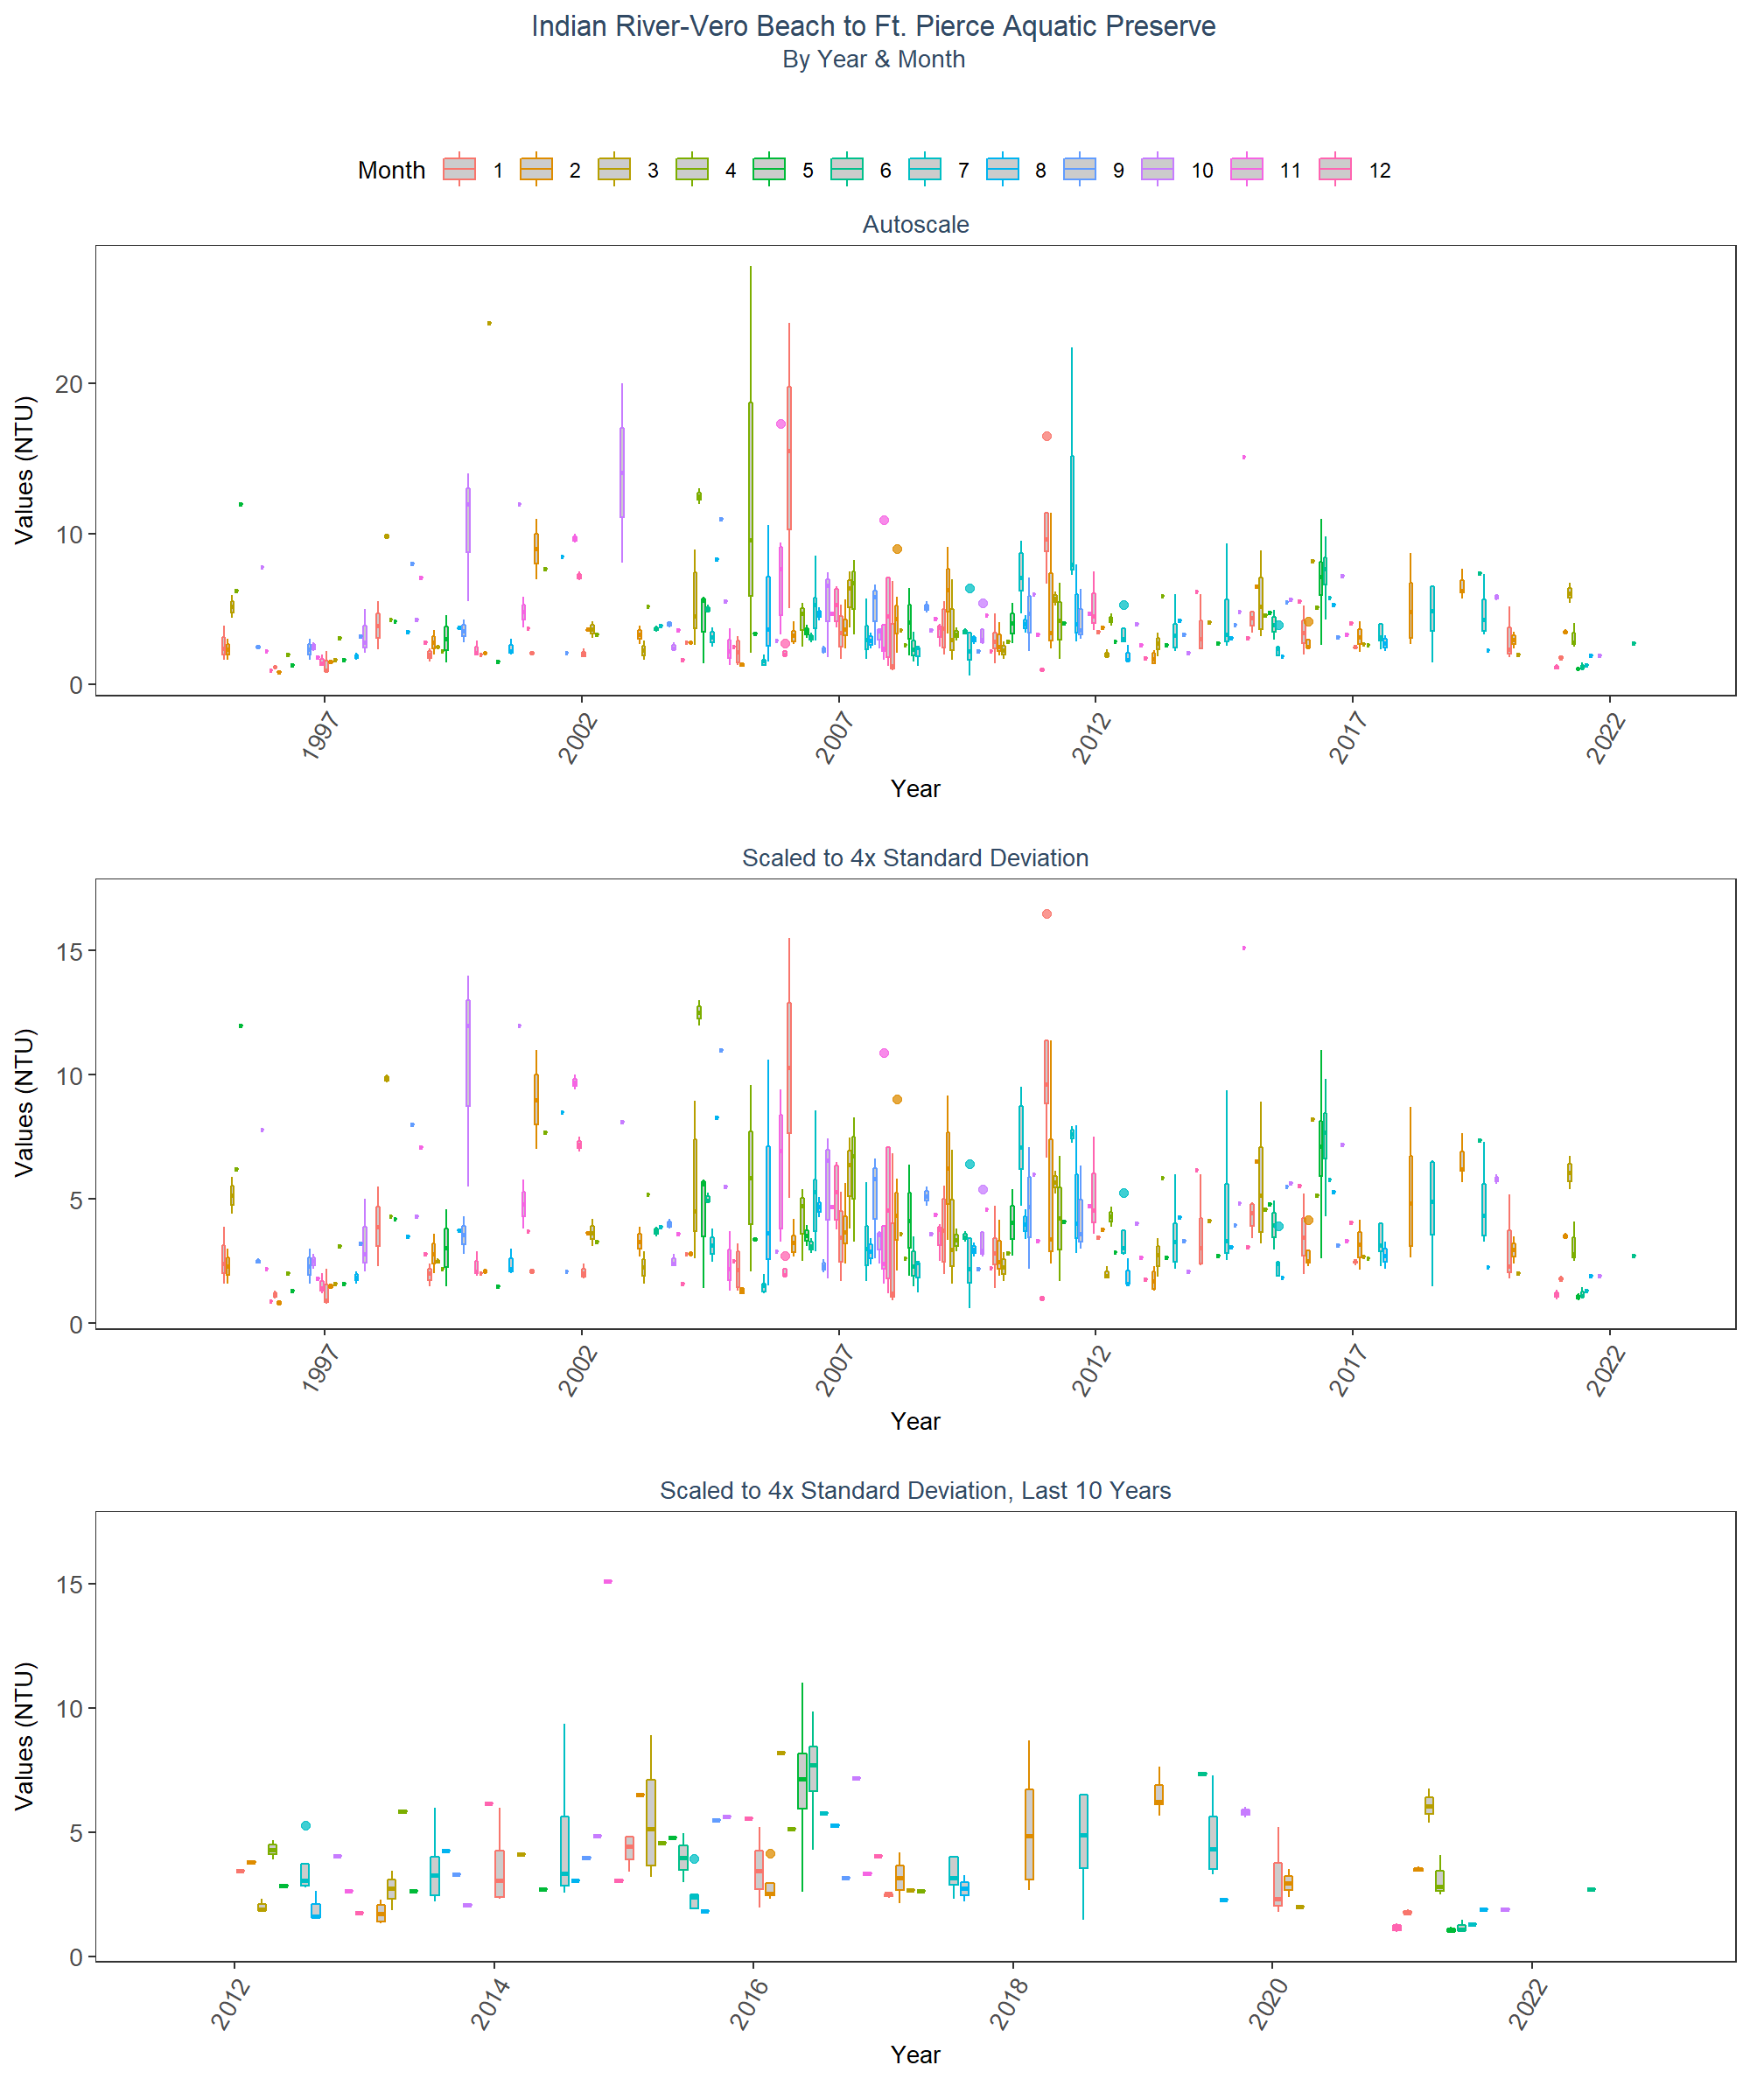 Indian River-Vero Beach to Ft. Pierce Aquatic Preserve
By Year & Month
Month 1 2 3 4 5 6 7 8 9 10 11 12
Autoscale
Values (NTU)
20
10
0
1997 2002 2007 2012 2017 2022
Year
Scaled to 4x Standard Deviation
Values (NTU)
15
10
5
0
1997 2002 2007 2012 2017 2022
Year
Scaled to 4x Standard Deviation, Last 10 Years
Values (NTU)
15
10
5
0
2012 2014 2016 2018 2020 2022
Year